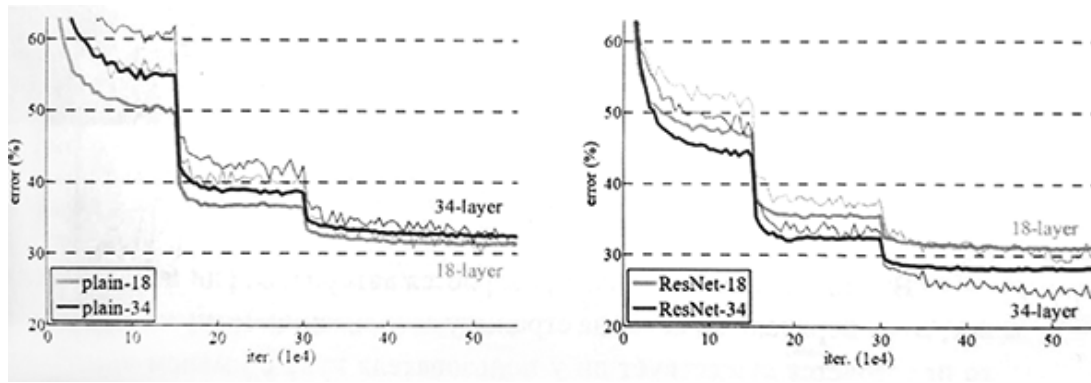 60
50
40
30
20
error (%)
34-layer
18-layer
plain-18
plain-34
0 10 20 30 40 50
iter. (1e4)
60
50
40
30
20
error (%)
18-layer
34-layer
ResNet-18
ResNet-34
0 10 20 30 40 50
iter. (1e4)